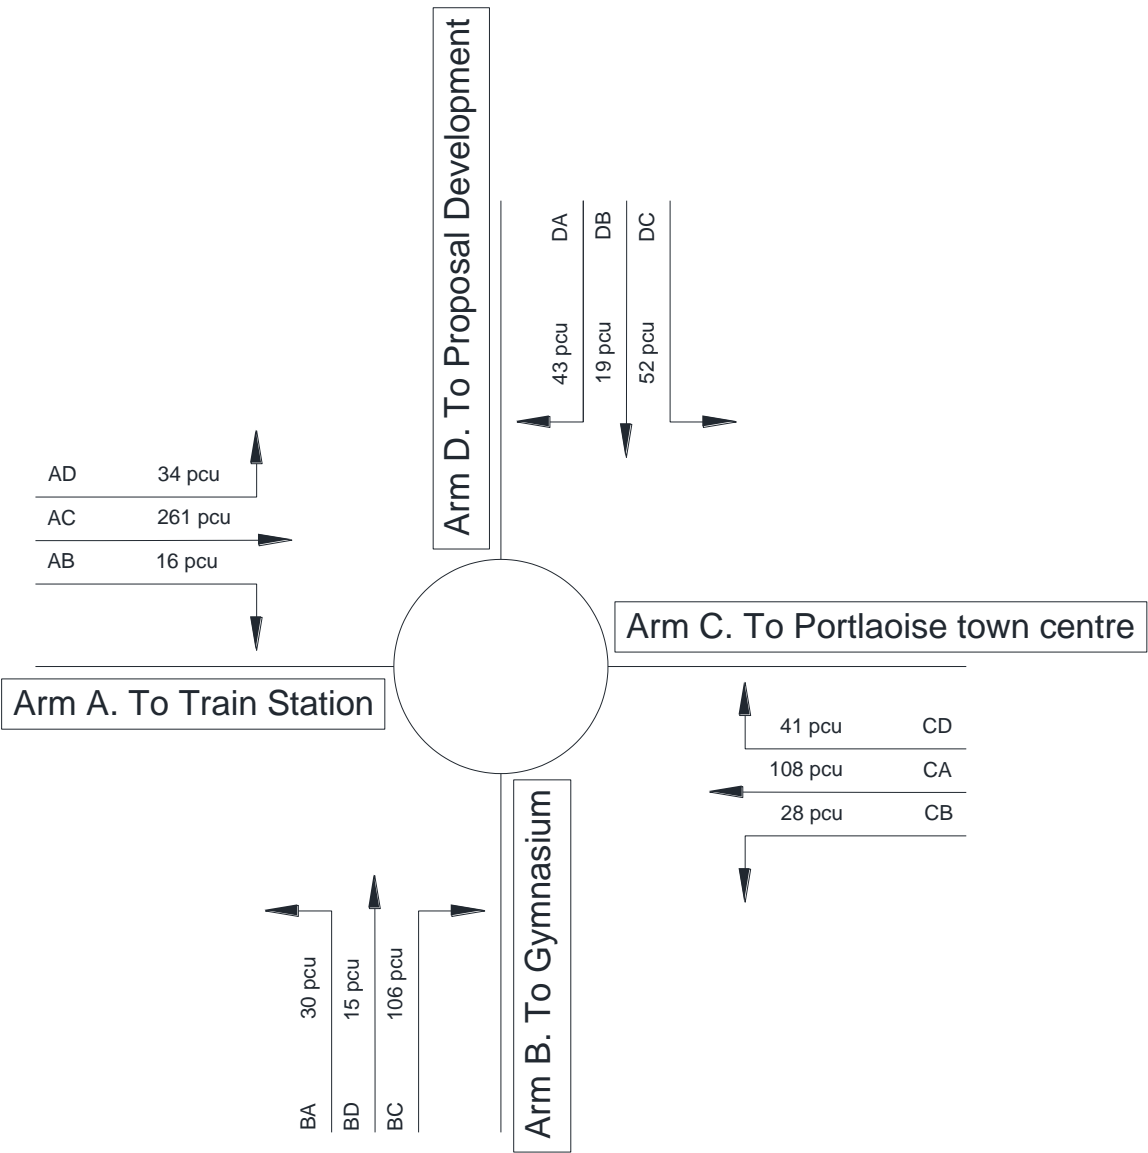 Arm D. To Proposal Development
DA
DB
DC
43 pcu
19 pcu
52 pcu
AD 34 pcu
AC 261 pcu
AB 16 pcu
Arm C. To Portlaoise town centre
Arm A. To Train Station
41 pcu CD
108 pcu CA
28 pcu CB
Arm B. To Gymnasium
30 pcu
15 pcu
106 pcu
BA
BD
BC